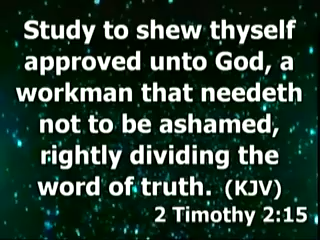 Study to shew thyself
approved unto God, a
workman that needeth
not to be ashamed,
rightly dividing the
word of truth. (KJV)
2 Timothy 2:15